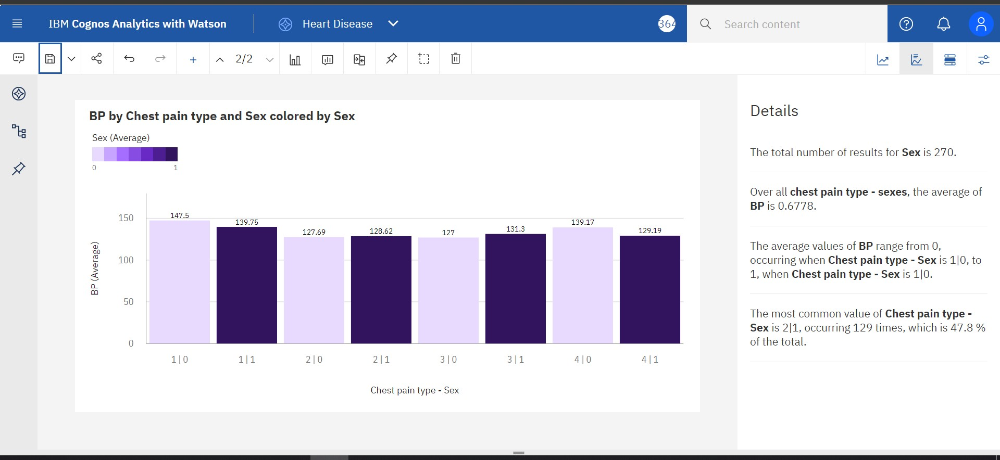 IBM Cognos Analytics with Watson
Heart Disease
364
Search content
2/2
BP by Chest pain type and Sex colored by Sex
Sex (Average)
0 1
BP (Average)
150
100
50
0
147.5
139.75
127.69
128.62
127
131.3
139.17
129.19
1|0
1|1
2|0
2|1
3|0
3|1
4|0
4|1
Chest pain type - Sex
Details
The total number of results for Sex is 270.
Over all chest pain type - sexes, the average of
BP is 0.6778.
The average values of BP range from 0,
occurring when Chest pain type - Sex is 1|0, to
1, when Chest pain type - Sex is 1|0.
The most common value of Chest pain type -
Sex is 2|1, occurring 129 times, which is 47.8 %
of the total.